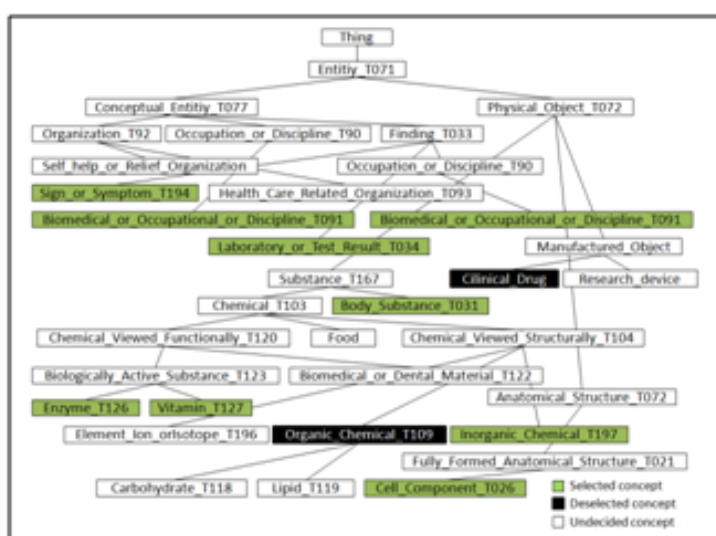 Thing
Entitiy_T071
Conceptual_Entitiy_T077 Physical_Object_T072
Organization_T92 Occupation_or_Discipline_T90 Finding_T033
Self_help_or_Relief_Organization Occupation_or_Discipline_T90
Sign_or_Symptom_T194 Health_Care_Related_Organization_T093
Biomedical_or_Occupational_or_Discipline_T091 Biomedical_or_Occupational_or_Discipline_T091
Laboratory_or_Test_Result_T034 Manufactured_Object
Substance_T167 Cilinical_Drug Research_device
Chemical_T103 Body_Substance_T031
Chemical_Viewed_Functionally_T120 Food Chemical_Viewed_Structurally_T104
Biologically_Active_Substance_T123 Biomedical_or_Dental_Material_T122
Anatomical_Structure_T072
Enzyme_T126 Vitamin_T127
Element_Ion_orIsotope_T196 Organic_Chemical_T109 Inorganic_Chemical_T197
Fully_Formed_Anatomical_Structure_T021
Carbohydrate_T118 Lipid_T119 Cell_Component_T026
Selected concept
Deselected concept
Undecided concept